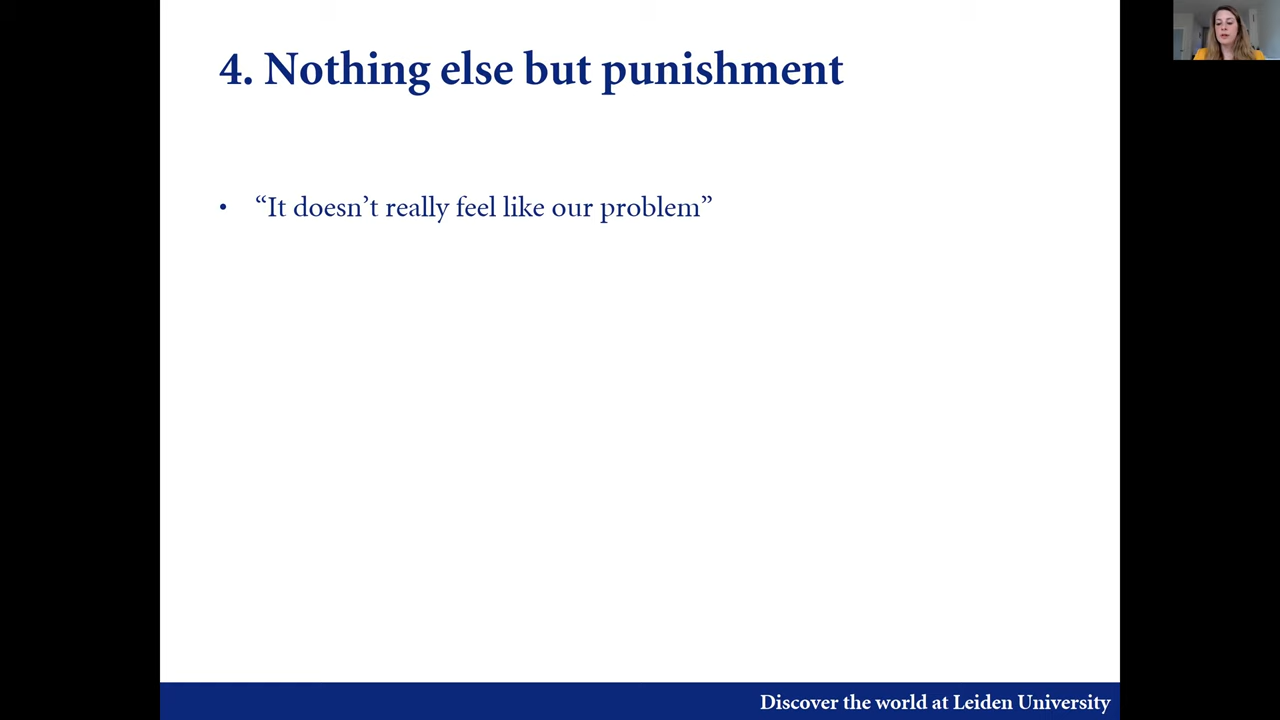 4. Nothing else but punishment
• “It doesn’t really feel like our problem”
Discover the world at Leiden University